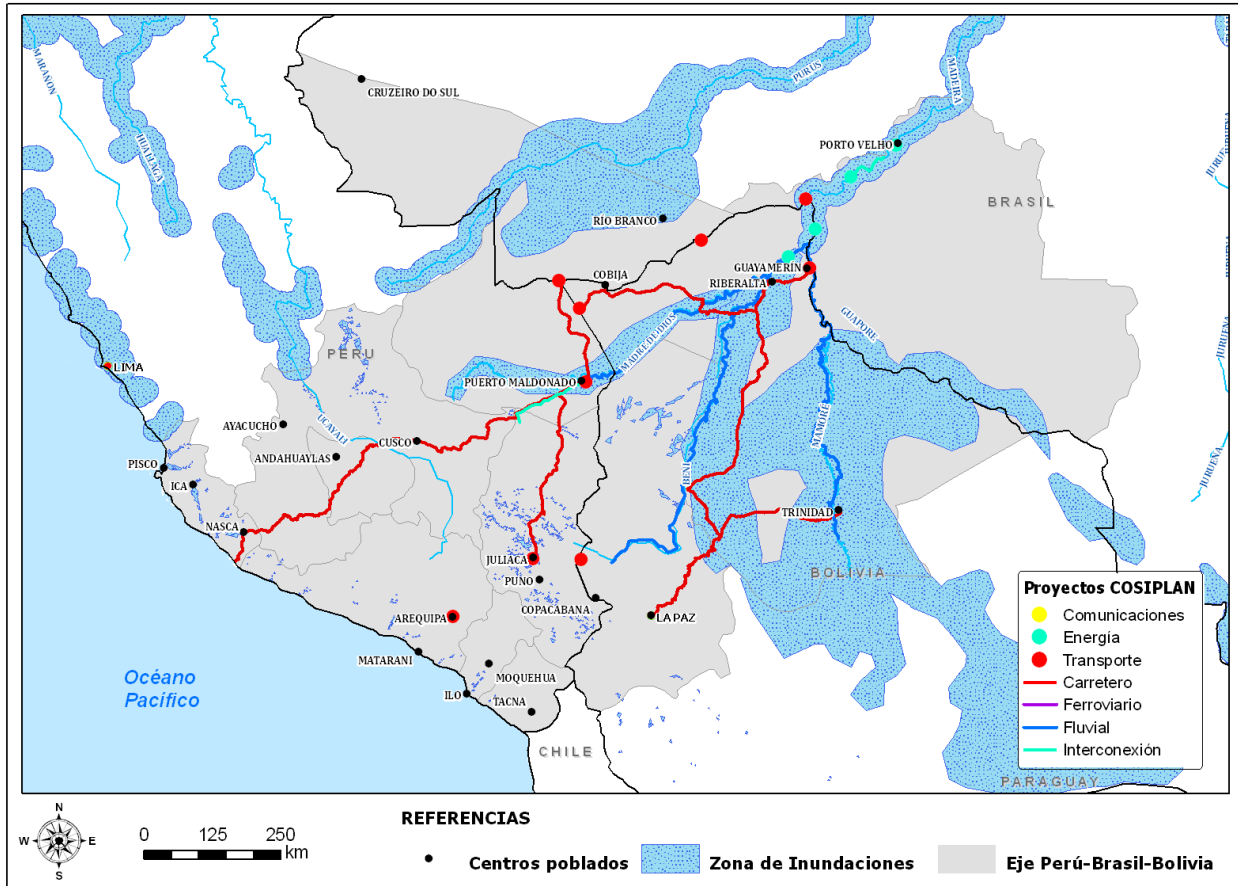 MARAÑON
HUALLAGA
CRUZEIRO DO SUL
PURUS
MADEIRA
PORTO VELHO
BRASIL
RÍO BRANCO
JURUENA
COBIJA
GUAYAMERÍN
RIBERALTA
GUAPORE
PERU
MADRE DE DIOS
LIMA
PUERTO MALDONADO
UCAYALI
AYACUCHO
CUSCO
ANDAHUAYLAS
MAMORÉ
PISCO
ICA
BENI
JURUENA
NASCA
TRINIDAD
JULIACA
PUNO
BOLIVIA
COPACABANA
LA PAZ
AREQUIPA
MATARANI
MOQUEHUA
Océano
Pacífico
ILO
TACNA
CHILE
PARAGUAY
Proyectos COSIPLAN
Comunicaciones
Energía
Transporte
Carretero
Ferroviario
Fluvial
Interconexión
N
W E
S
0 125 250
km
REFERENCIAS
Centros poblados
Zona de Inundaciones
Eje Perú-Brasil-Bolivia